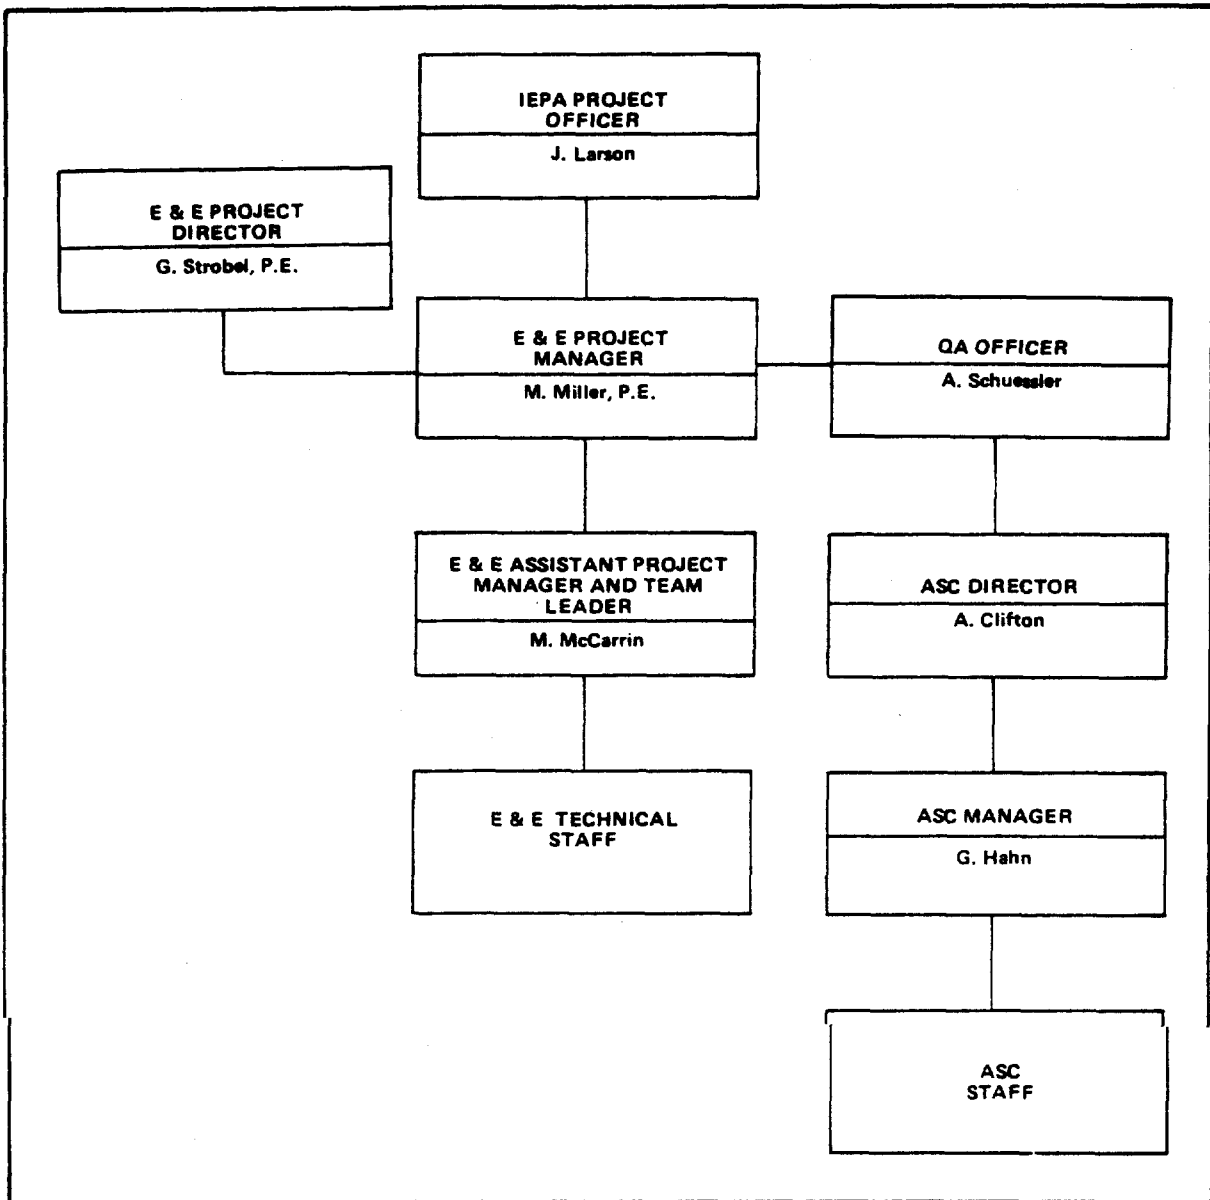 IEPA PROJECT
OFFICER
J. Larson
E & E PROJECT
DIRECTOR
G. Strobel, P.E.
E & E PROJECT
MANAGER
M. Miller, P.E.
QA OFFICER
A. Schuessler
E & E ASSISTANT PROJECT
MANAGER AND TEAM
LEADER
M. McCarrin
ASC DIRECTOR
A. Clifton
E & E TECHNICAL
STAFF
ASC MANAGER
G. Hahn
ASC
STAFF